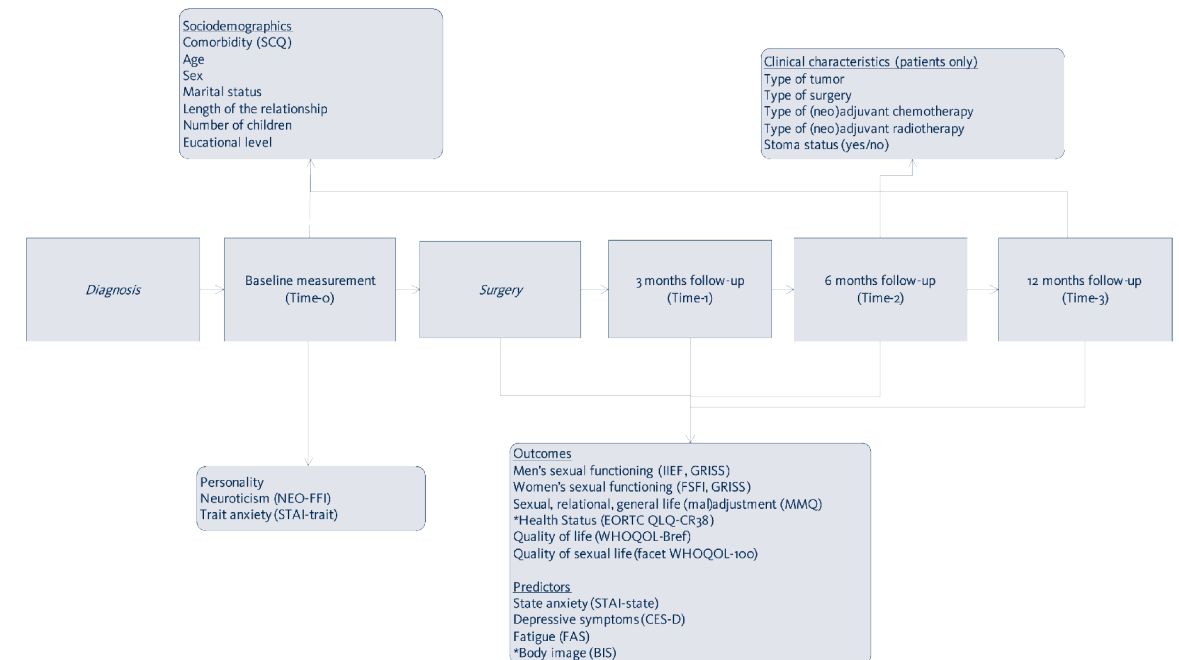 Sociodemographics
Comorbidity (SCQ)
Age
Sex
Marital status
Length of the relationship
Number of children
Eucational level
Clinical characteristics (patients only)
Type of tumor
Type of surgery
Type of (neo)adjuvant chemotherapy
Type of (neo)adjuvant radiotherapy
Stoma status (yes/no)
Diagnosis
Baseline measurement
(Time-0)
Surgery
3 months follow-up
(Time-1)
6 months follow-up
(Time-2)
12 months follow-up
(Time-3)
Personality
Neuroticism (NEO-FFI)
Trait anxiety (STAI-trait)
Outcomes
Men's sexual functioning (IIEF, GRISS)
Women's sexual functioning (FSFI, GRISS)
Sexual, relational, general life (mal)adjustment (MMQ)
*Health Status (EORTC QLQ-CR38)
Quality of life (WHOQOL-Bref)
Quality of sexual life (facet WHOQOL-100)
Predictors
State anxiety (STAI-state)
Depressive symptoms (CES-D)
Fatigue (FAS)
*Body image (BIS)